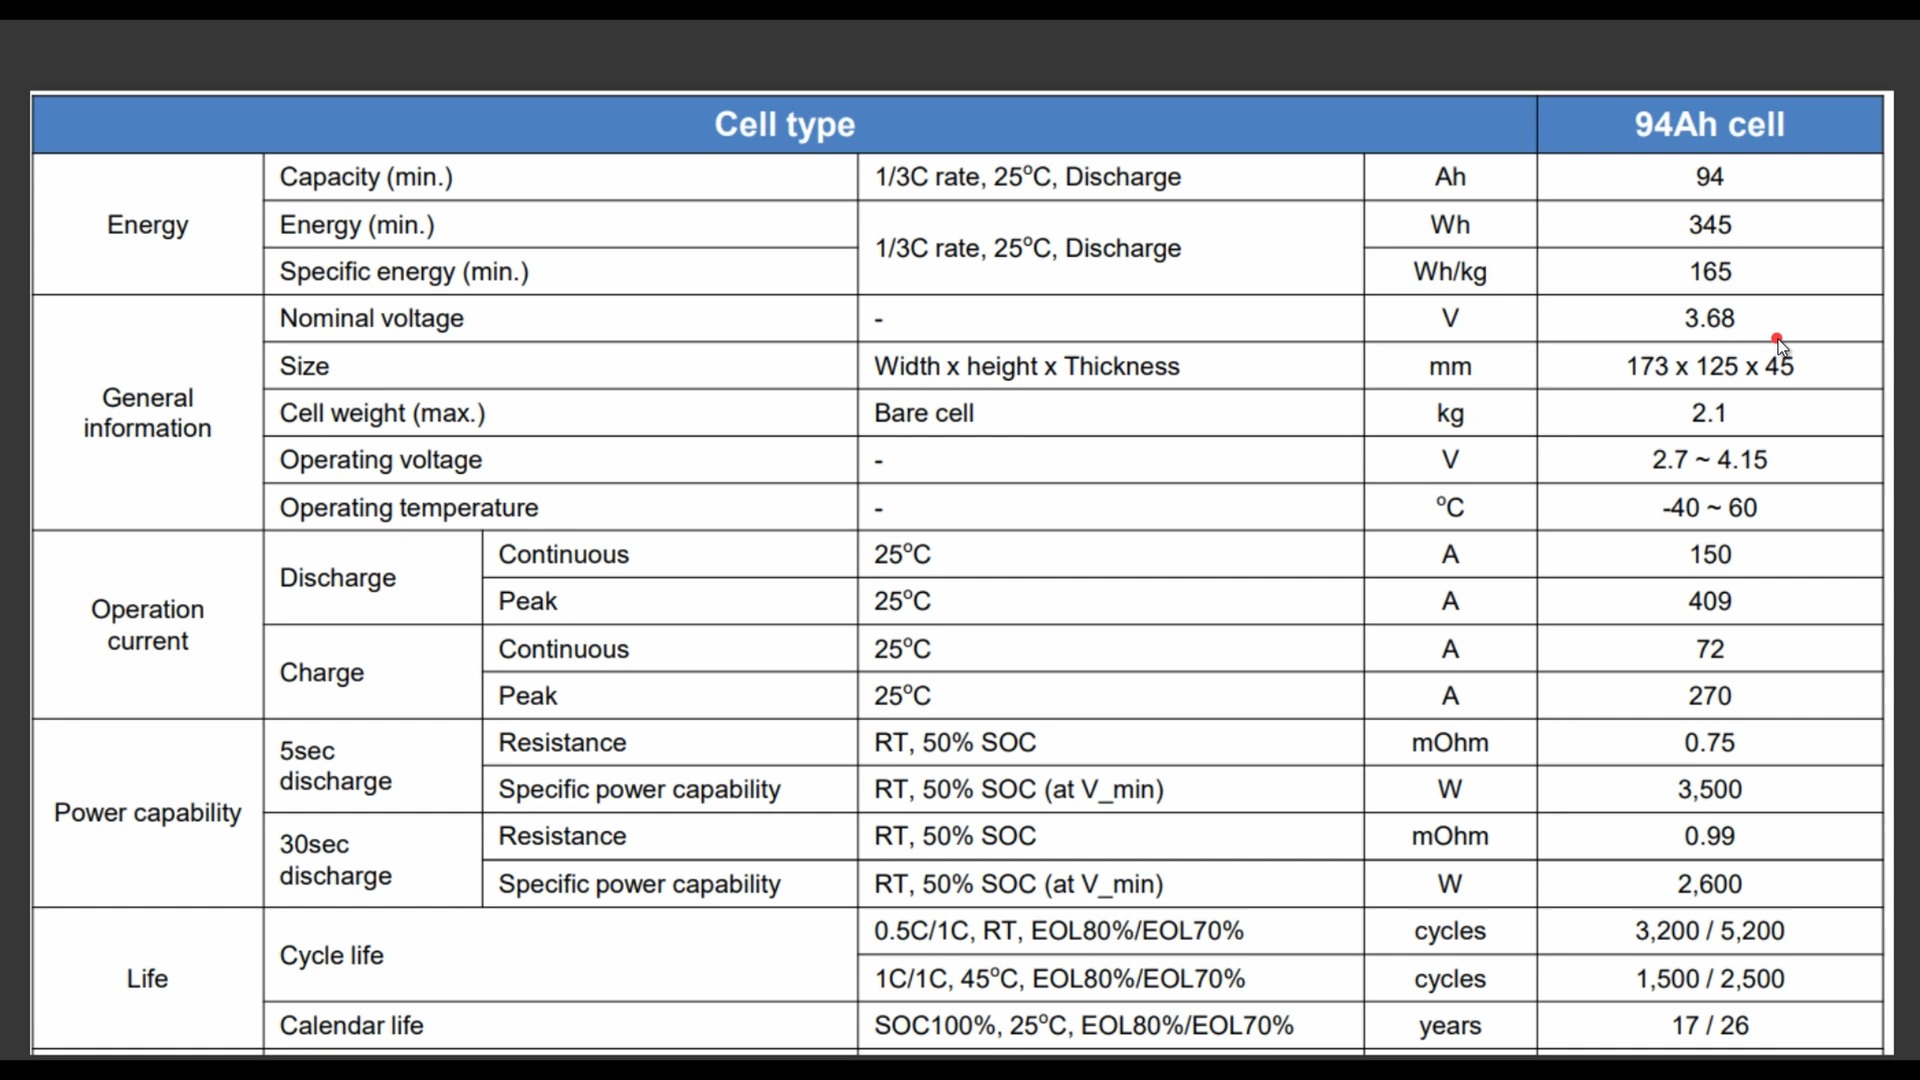 Cell type 94Ah cell
Energy
Capacity (min.) 1/3C rate, 25°C, Discharge Ah 94
Energy (min.) 1/3C rate, 25°C, Discharge Wh 345
Specific energy (min.) Wh/kg 165
General
information
Nominal voltage - V 3.68
Size Width x height x Thickness mm 173 x 125 x 45
Cell weight (max.) Bare cell kg 2.1
Operating voltage - V 2.7 ~ 4.15
Operating temperature - °C -40 ~ 60
Operation
current
Discharge
Continuous 25°C A 150
Peak 25°C A 409
Charge
Continuous 25°C A 72
Peak 25°C A 270
Power capability
5sec
discharge
Resistance RT, 50% SOC mOhm 0.75
Specific power capability RT, 50% SOC (at V_min) W 3,500
30sec
discharge
Resistance RT, 50% SOC mOhm 0.99
Specific power capability RT, 50% SOC (at V_min) W 2,600
Life
Cycle life
0.5C/1C, RT, EOL80%/EOL70% cycles 3,200 / 5,200
1C/1C, 45°C, EOL80%/EOL70% cycles 1,500 / 2,500
Calendar life SOC100%, 25°C, EOL80%/EOL70% years 17 / 26